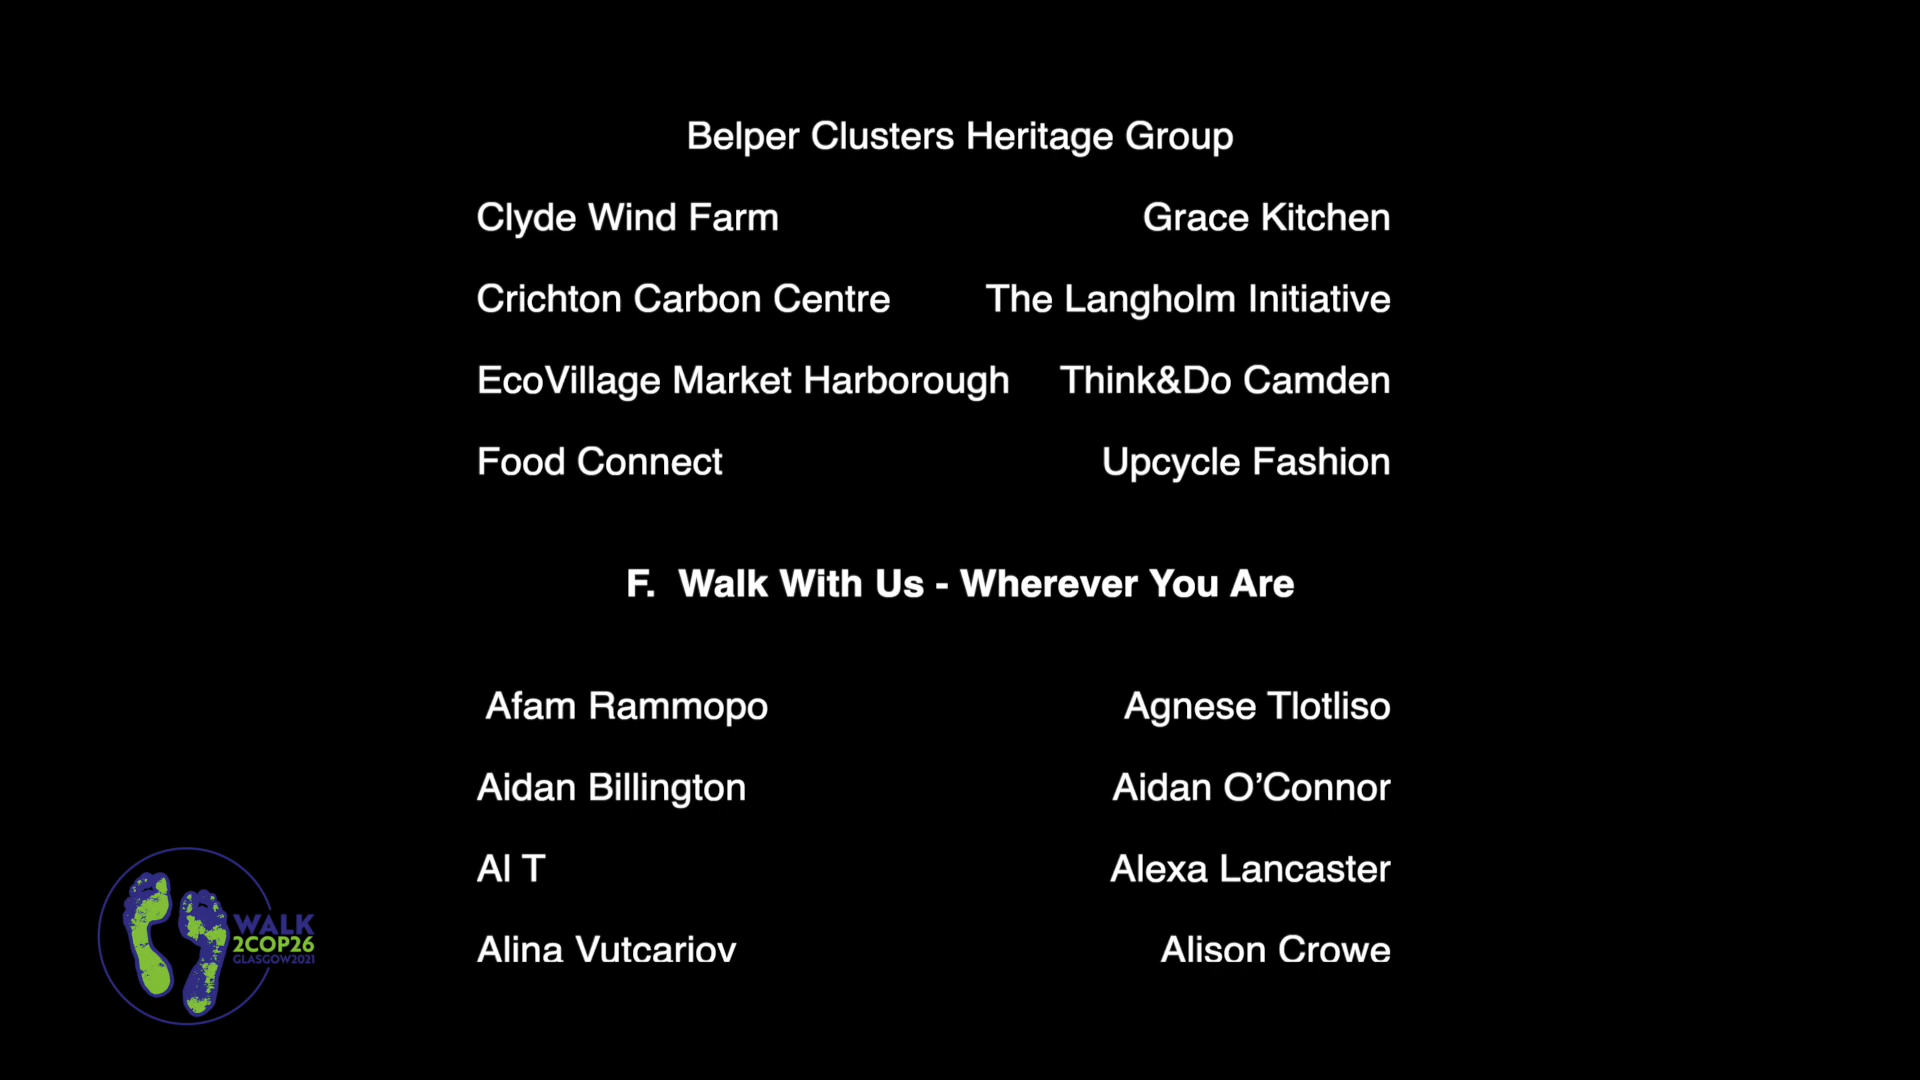 Belper Clusters Heritage Group
Clyde Wind Farm Grace Kitchen
Crichton Carbon Centre The Langholm Initiative
EcoVillage Market Harborough Think&Do Camden
Food Connect Upcycle Fashion
F. Walk With Us - Wherever You Are
Afam Rammopo Agnese Tlotliso
Aidan Billington Aidan O’Connor
Al T Alexa Lancaster
Alina Vutcariov Alison Crowe
WALK
2COP26
GLASGOW2021